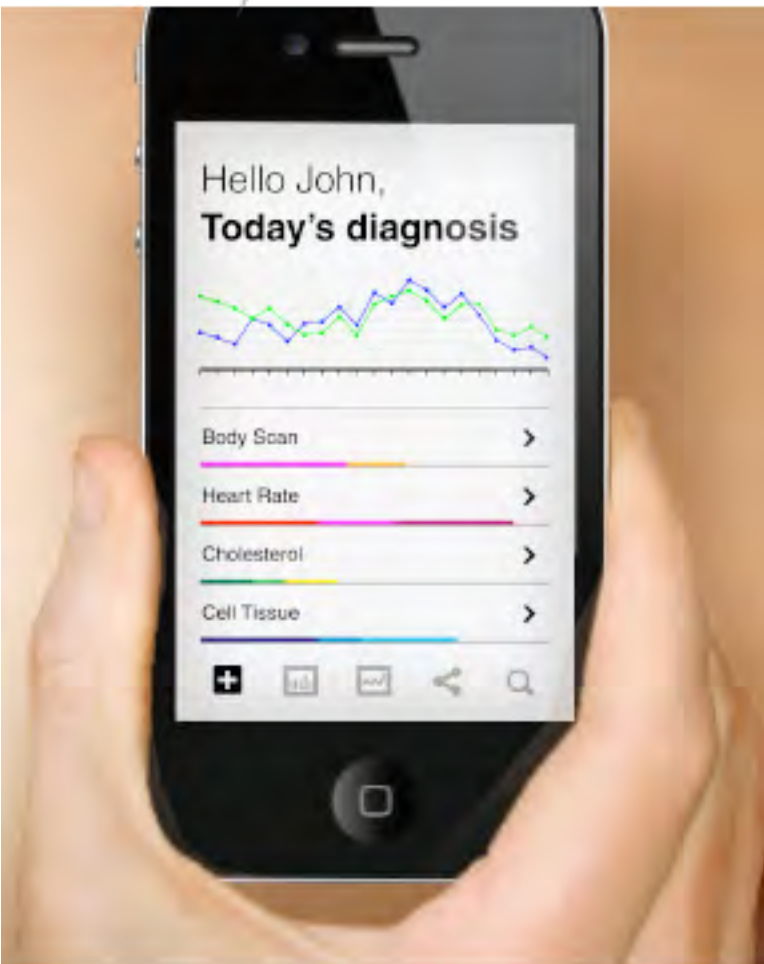 Hello John,
Today's diagnosis
Body Scan
Heart Rate
Cholesterol
Cell Tissue